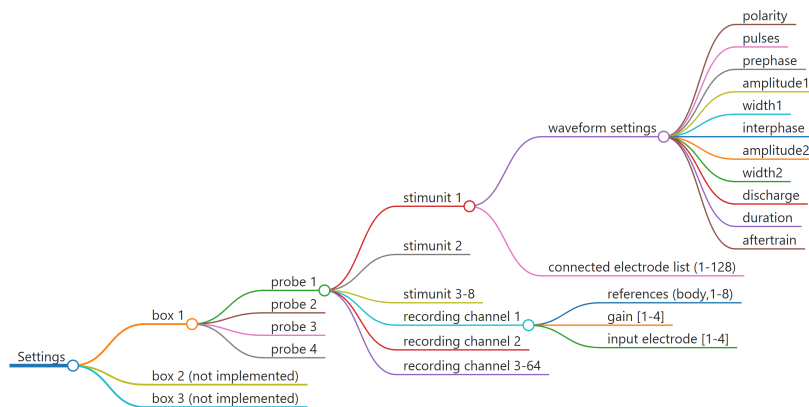 Settings
box 1
probe 1
stimunit 1
waveform settings
polarity
pulses
prephase
amplitude1
width1
interphase
amplitude2
width2
discharge
duration
aftertrain
connected electrode list (1-128)
stimunit 2
stimunit 3-8
recording channel 1
references (body,1-8)
gain [1-4]
input electrode [1-4]
recording channel 2
recording channel 3-64
probe 2
probe 3
probe 4
box 2 (not implemented)
box 3 (not implemented)